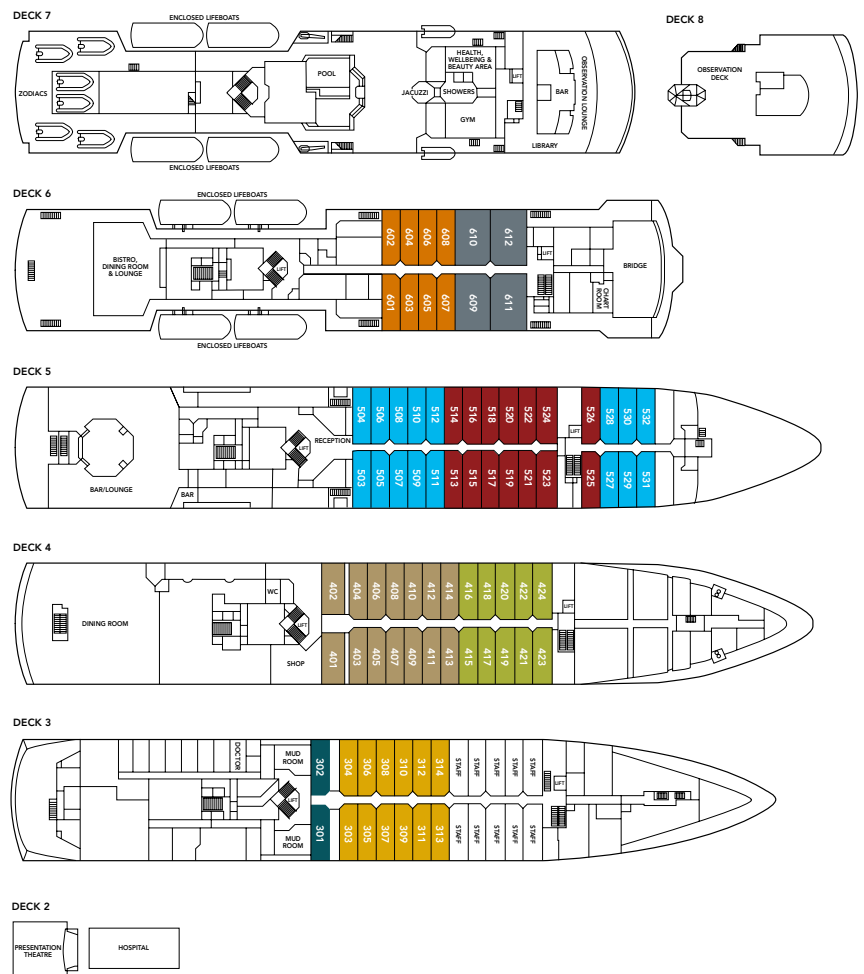 DECK 7
ENCLOSED LIFEBOATS
DECK 8
ZODIACS
POOL
JACUZZI
HEALTH,
WELLBEING &
BEAUTY AREA
SHOWERS
GYM
LIFT
BAR
OBSERVATION LOUNGE
LIBRARY
OBSERVATION
DECK
ENCLOSED LIFEBOATS
DECK 6
ENCLOSED LIFEBOATS
BISTRO,
DINING ROOM
& LOUNGE
LIFT
602 604 606 608 610 612
601 603 605 607 609 611
LIFT
CHART
ROOM
BRIDGE
ENCLOSED LIFEBOATS
DECK 5
BAR/LOUNGE
BAR
LIFT
RECEPTION
504 506 508 510 512 514 516 518 520 522 524
LIFT
526 528 530 532
503 505 507 509 511 513 515 517 519 521 523
525 527 529 531
DECK 4
DINING ROOM
WC
LIFT
SHOP
402 404 406 408 410 412 414 416 418 420 422 424
401 403 405 407 409 411 413 415 417 419 421 423
LIFT
DECK 3
DOCTOR
MUD
ROOM
LIFT
MUD
ROOM
302 304 306 308 310 312 314 STAFF STAFF STAFF STAFF STAFF
301 303 305 307 309 311 313 STAFF STAFF STAFF STAFF STAFF
LIFT
DECK 2
PRESENTATION
THEATRE
HOSPITAL